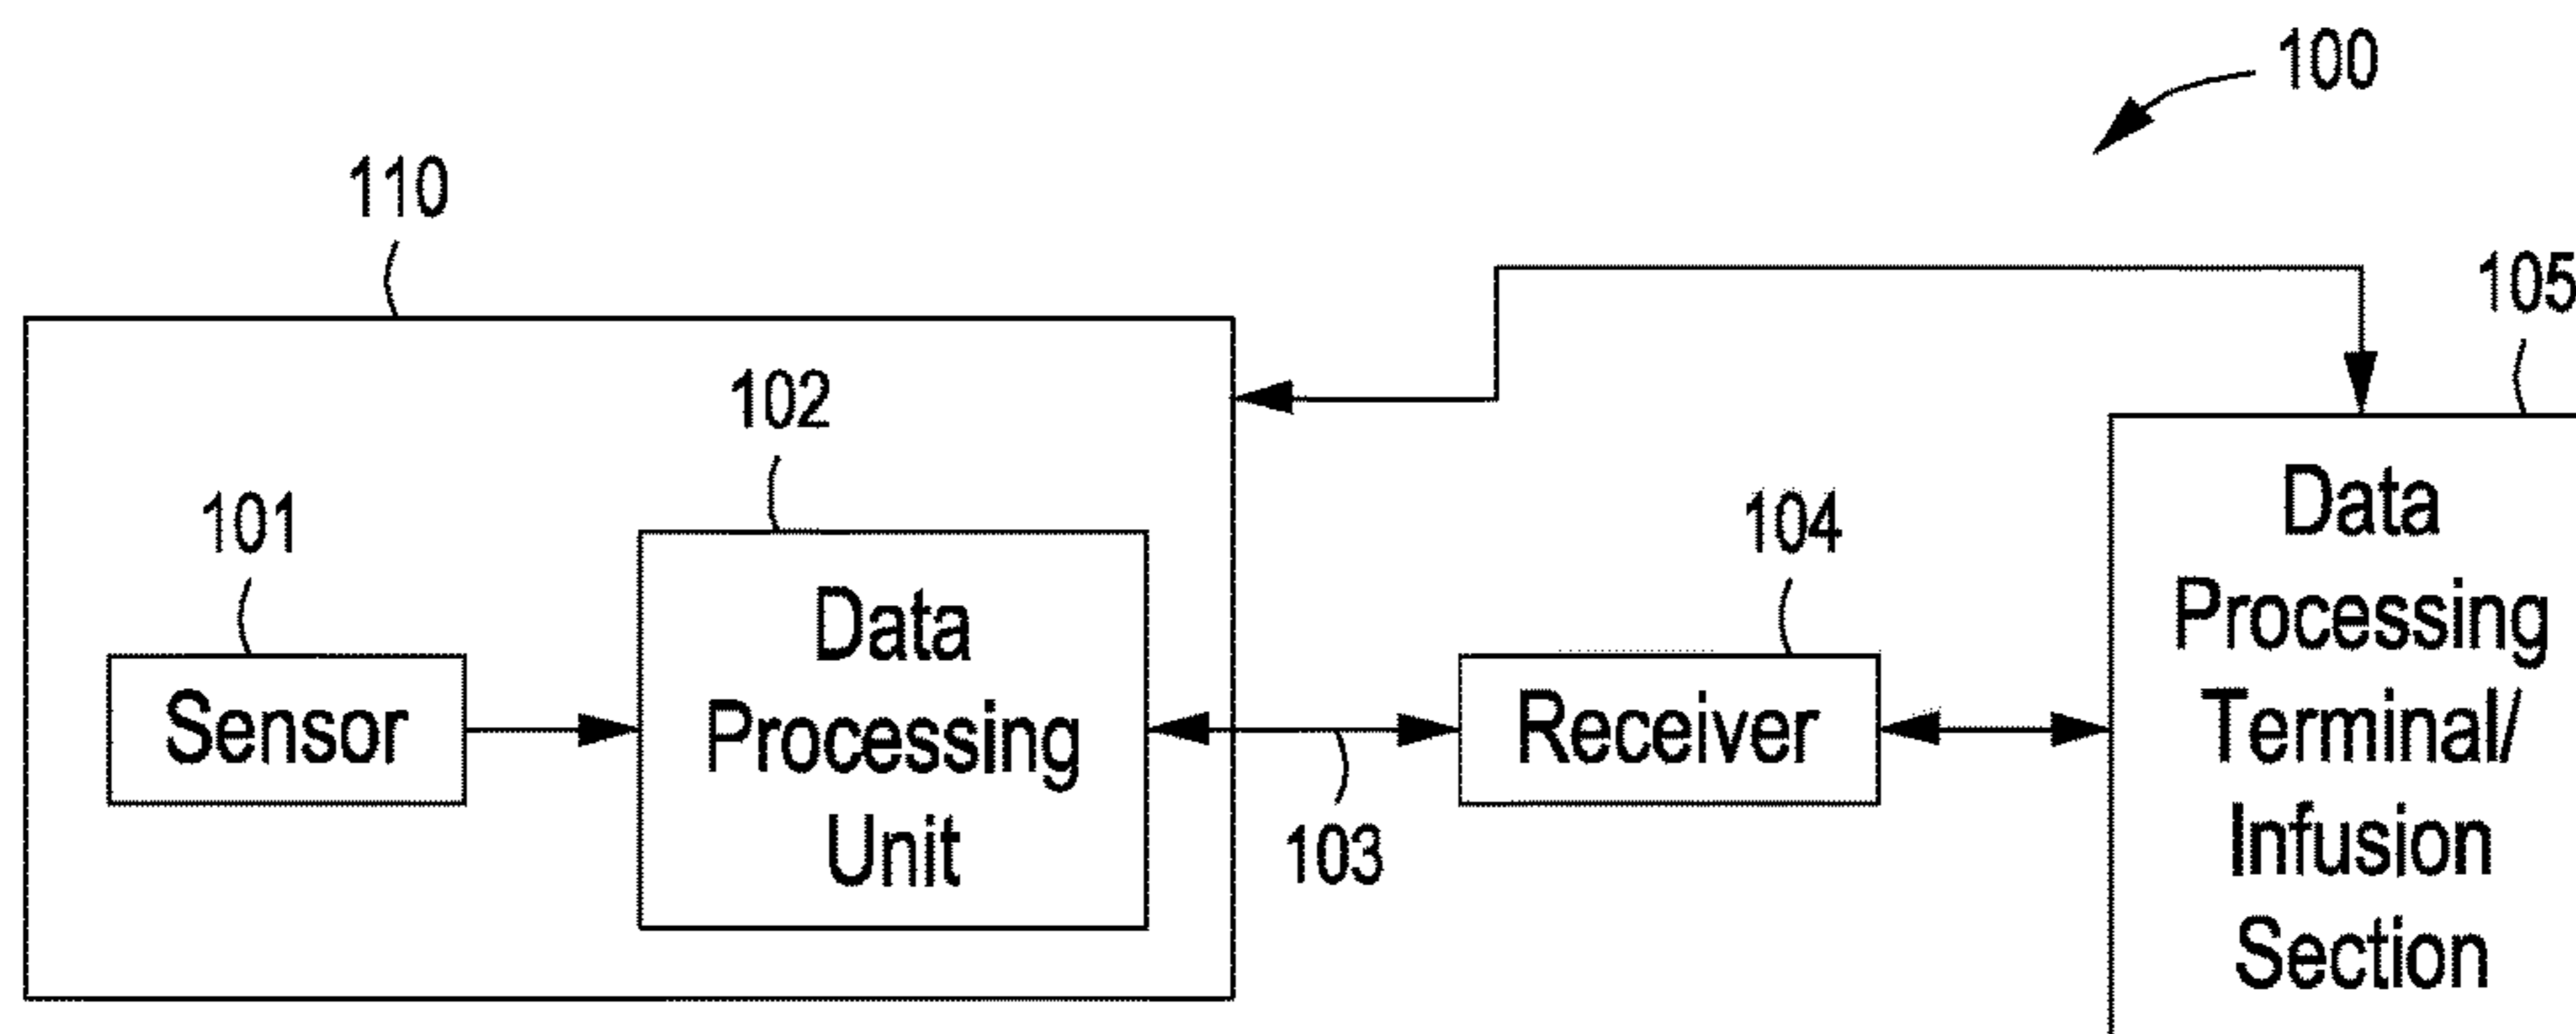 100
110
105
102
101
104
Data
Processing
Unit
Sensor
103
Receiver
Data
Processing
Terminal/
Infusion
Section